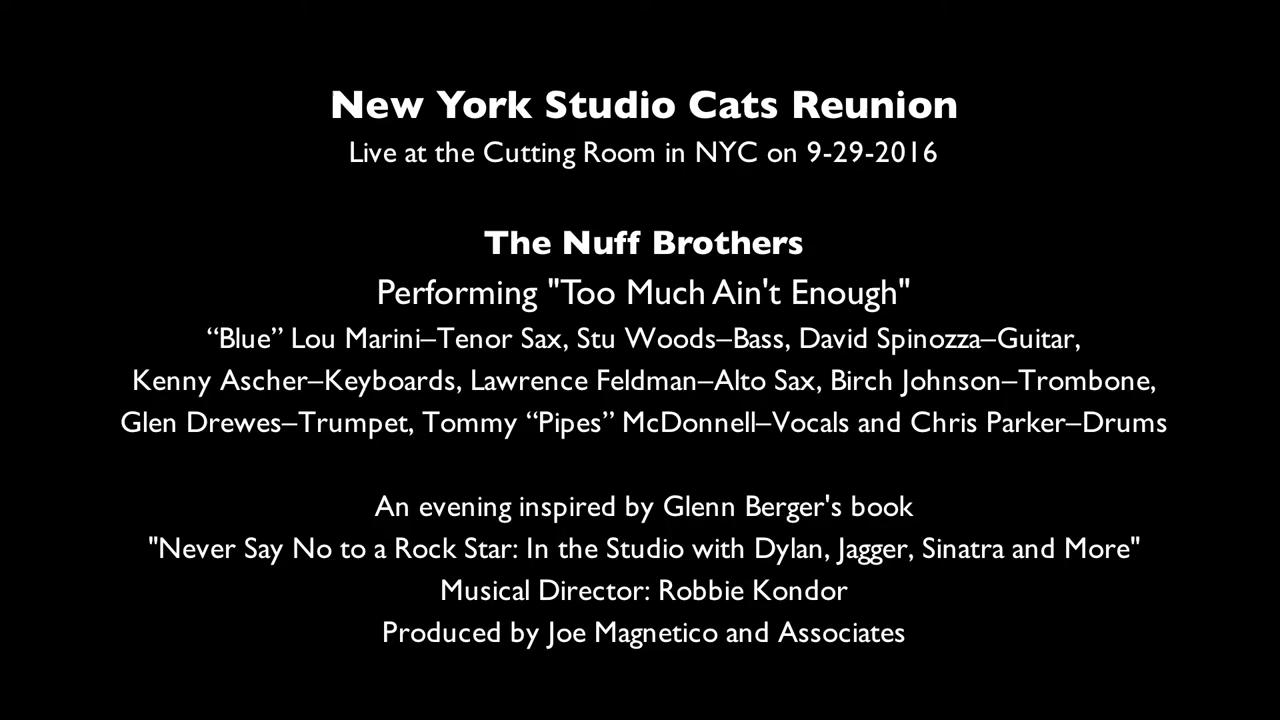 New York Studio Cats Reunion
Live at the Cutting Room in NYC on 9-29-2016
The Nuff Brothers
Performing "Too Much Ain't Enough"
“Blue” Lou Marini–Tenor Sax, Stu Woods–Bass, David Spinozza–Guitar,
Kenny Ascher–Keyboards, Lawrence Feldman–Alto Sax, Birch Johnson–Trombone,
Glen Drewes–Trumpet, Tommy “Pipes” McDonnell–Vocals and Chris Parker–Drums
An evening inspired by Glenn Berger's book
"Never Say No to a Rock Star: In the Studio with Dylan, Jagger, Sinatra and More"
Musical Director: Robbie Kondor
Produced by Joe Magnetico and Associates